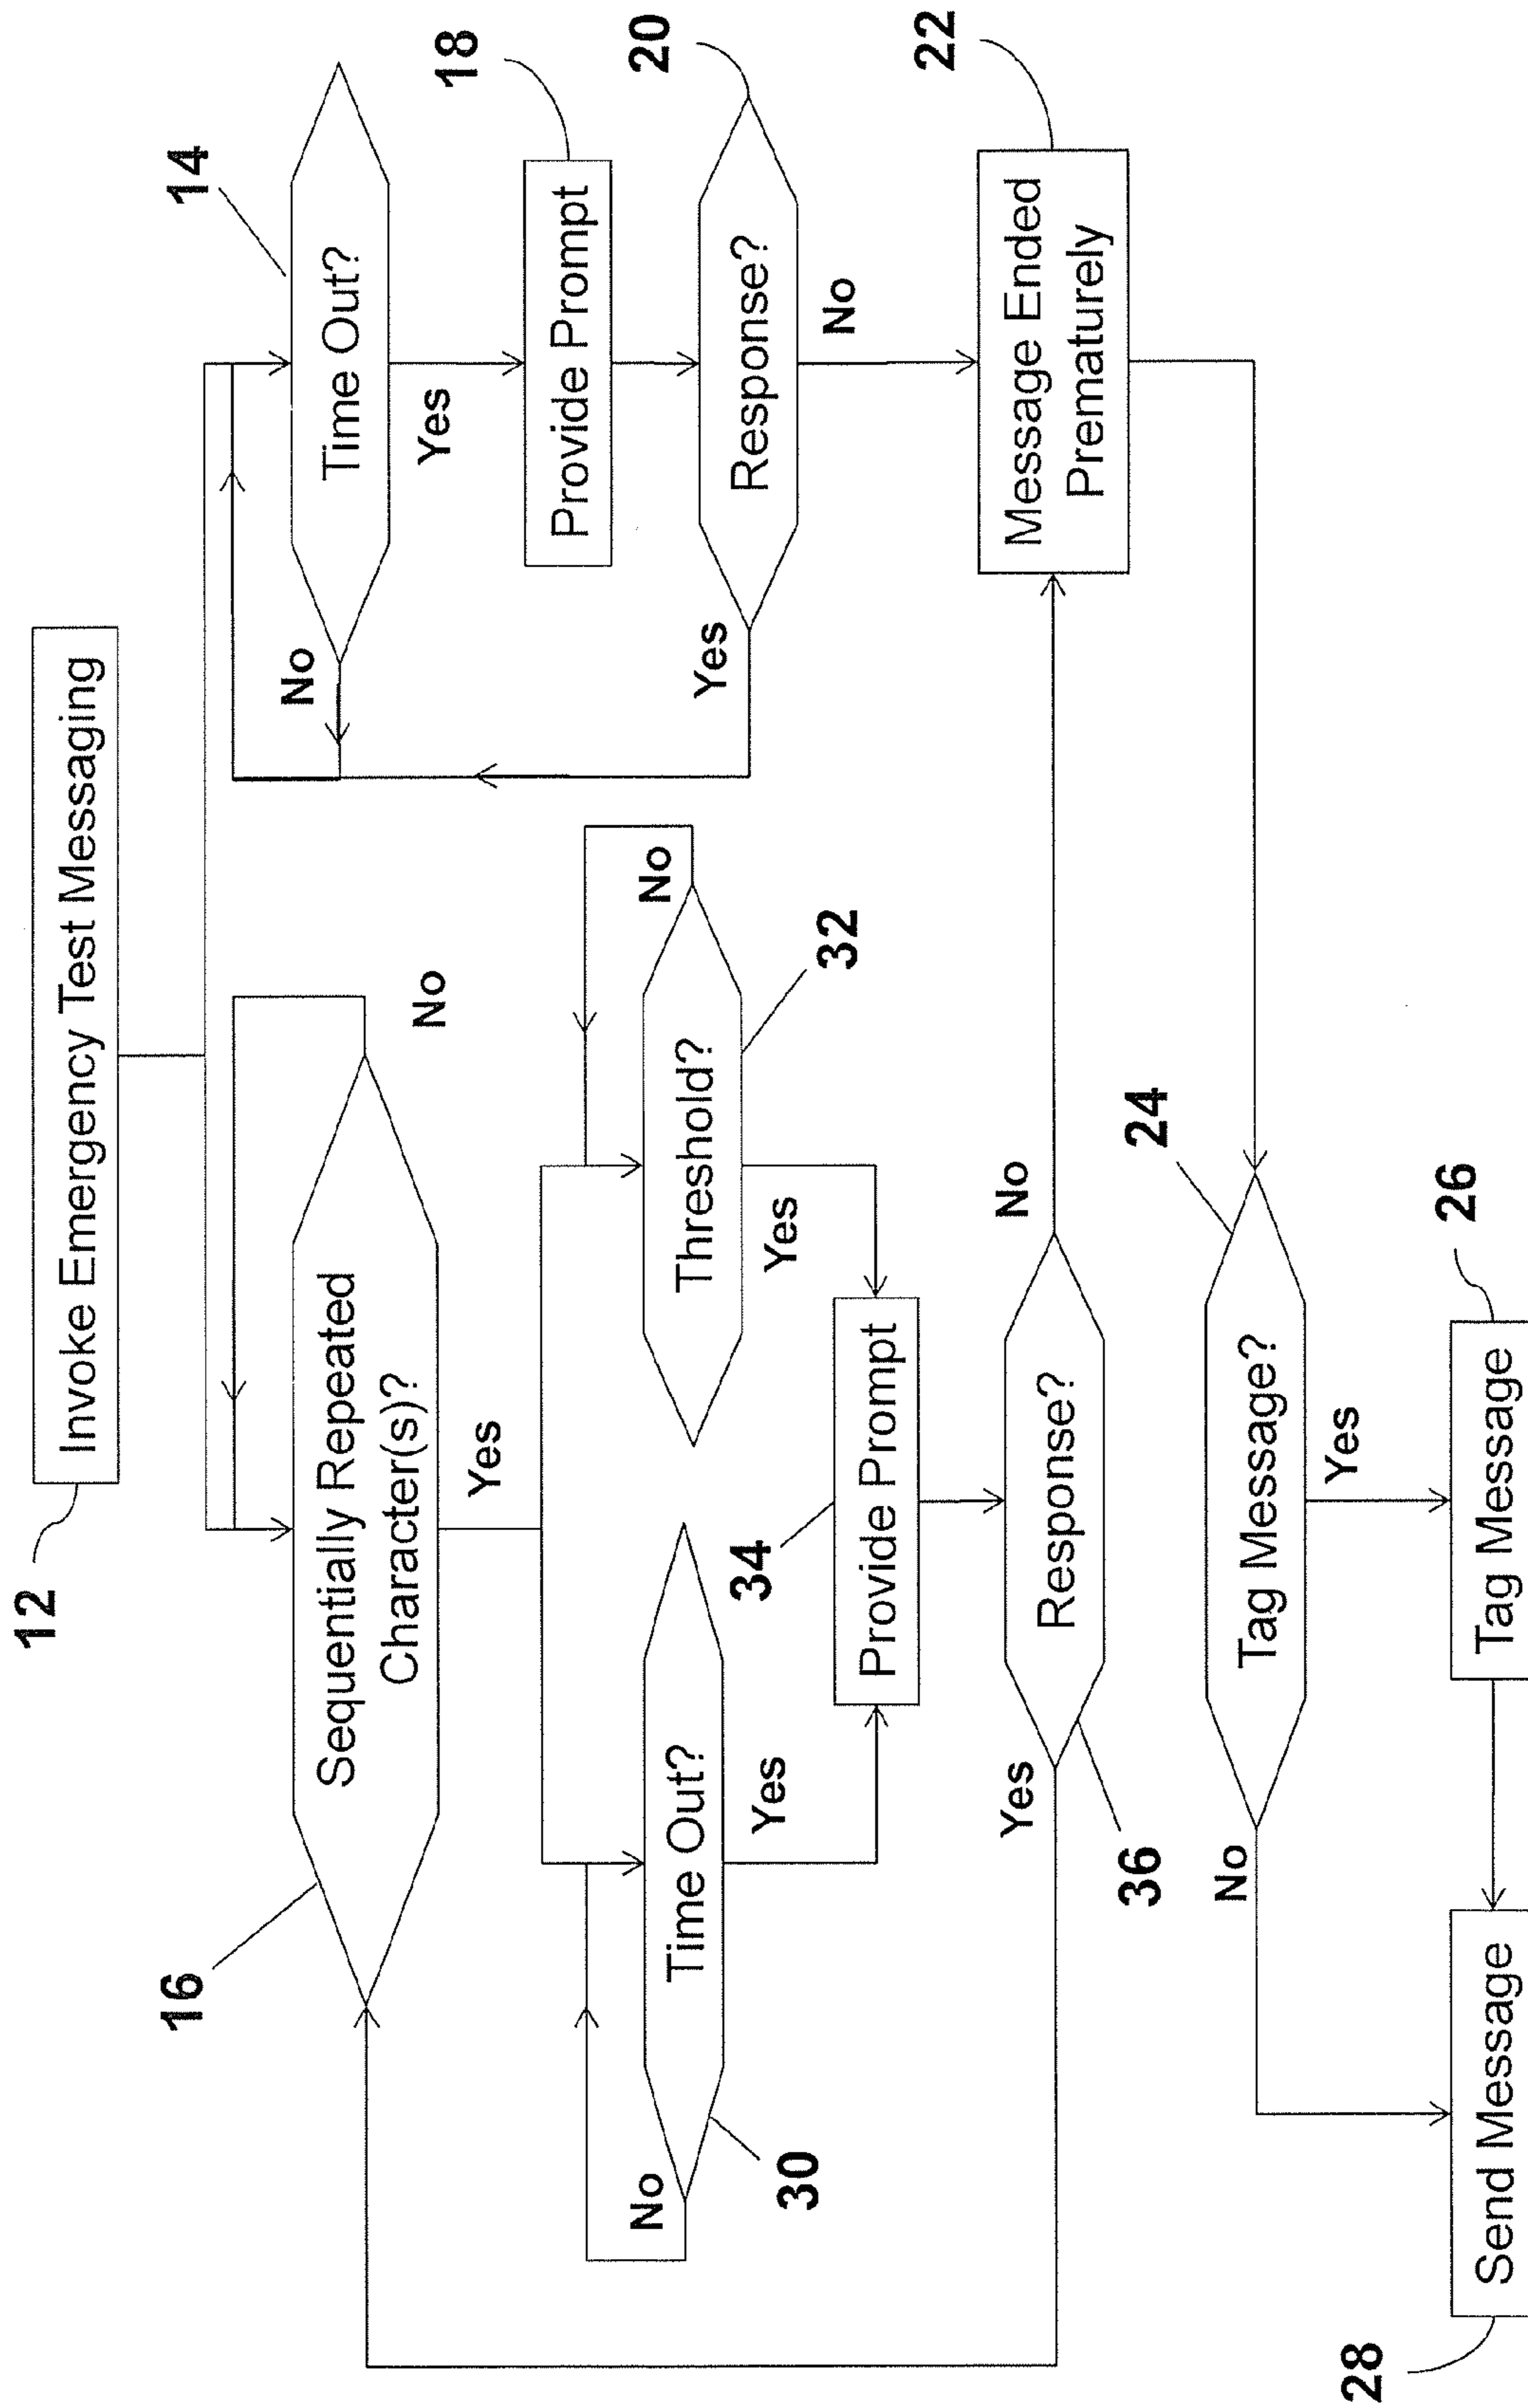 12
Invoke Emergency Test Messaging
16
Sequentially Repeated
Character(s)?
No
Yes
14
Time Out?
No
Yes
18
Provide Prompt
20
Response?
Yes
No
22
Message Ended
Prematurely
30
Time Out?
No
Yes
32
Threshold?
No
Yes
34
Provide Prompt
36
Response?
Yes
No
24
Tag Message?
No
Yes
26
Tag Message
28
Send Message